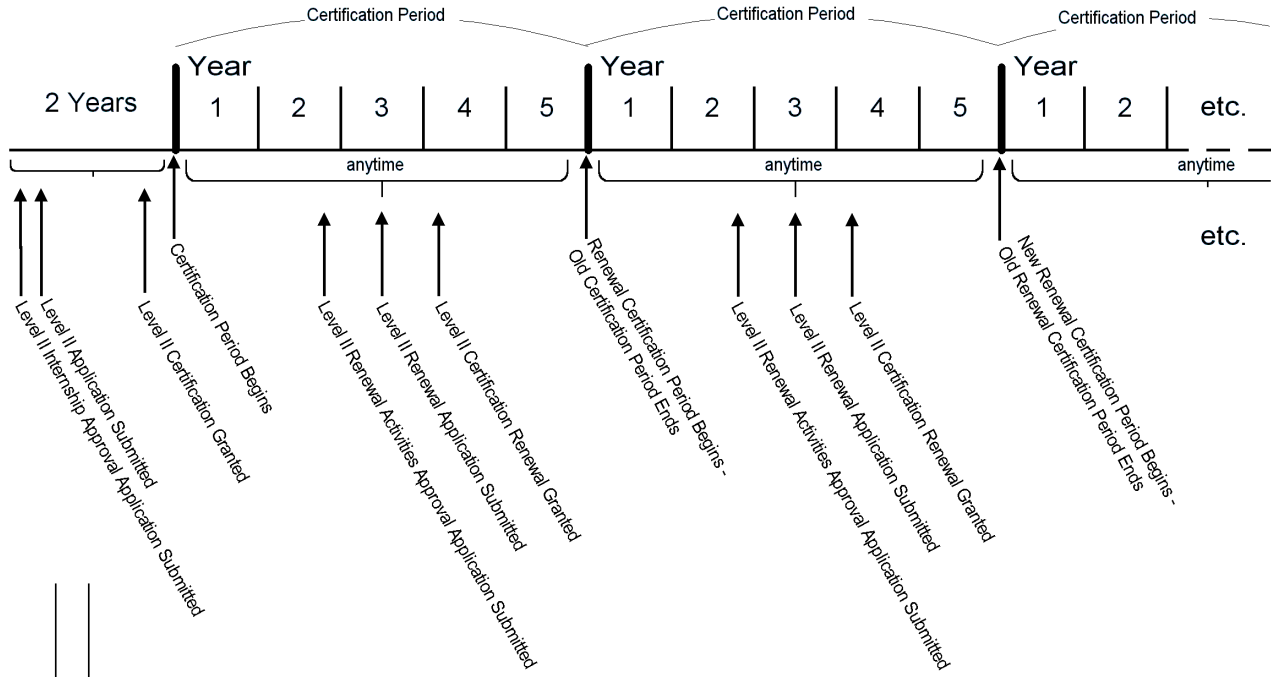 Certification Period
Certification Period
Certification Period
Year
Year
Year
2 Years
1
2
3
4
5
1
2
3
4
5
1
2
etc.
anytime
anytime
anytime
etc.
Level II Internship Approval Application Submitted
Level II Application Submitted
Level II Certification Granted
Certification Period Begins
Level II Renewal Activities Approval Application Submitted
Level II Renewal Application Submitted
Level II Certification Renewal Granted
Renewal Certification Period Begins -
Old Certification Period Ends
Level II Renewal Activities Approval Application Submitted
Level II Renewal Application Submitted
Level II Certification Renewal Granted
New Renewal Certification Period Begins -
Old Renewal Certification Period Ends